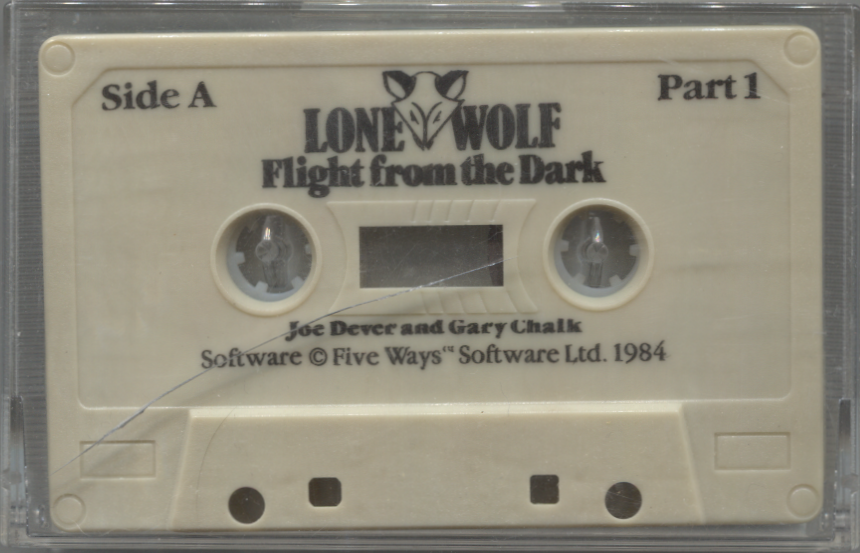 Side A
Part 1
LONE WOLF
Flight from the Dark
Joe Dever and Gary Chalk
Software © Five Ways™ Software Ltd. 1984